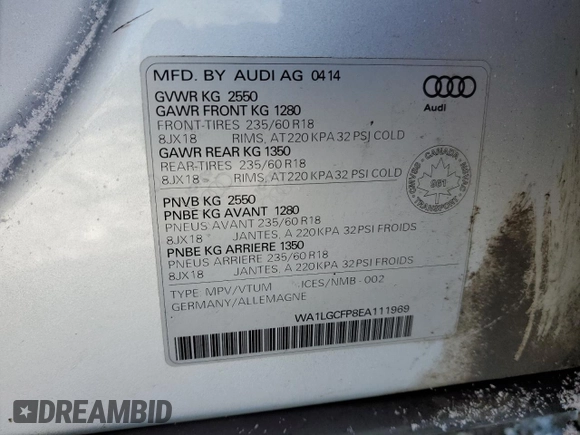 MFD. BY AUDI AG 0414
Audi
GVWR KG 2550
GAWR FRONT KG 1280
FRONT-TIRES 235/60 R18
8JX18 RIMS, AT 220 KPA 32 PSI COLD
GAWR REAR KG 1350
REAR-TIRES 235/60 R18
8JX18 RIMS, AT 220 KPA 32 PSI COLD
CANADA
981
TRANSPORT
PNVB KG 2550
PNBE KG AVANT 1280
PNEUS AVANT 235/60 R18
8JX18 JANTES, A 220 KPA 32 PSI FROIDS
PNBE KG ARRIERE 1350
PNEUS ARRIERE 235/60 R18
8JX18 JANTES, A 220 KPA 32 PSI FROIDS
TYPE: MPV/VTUM ICES/NMB-002
GERMANY/ALLEMAGNE
WA1LGCFP8EA111969
DREAMBID